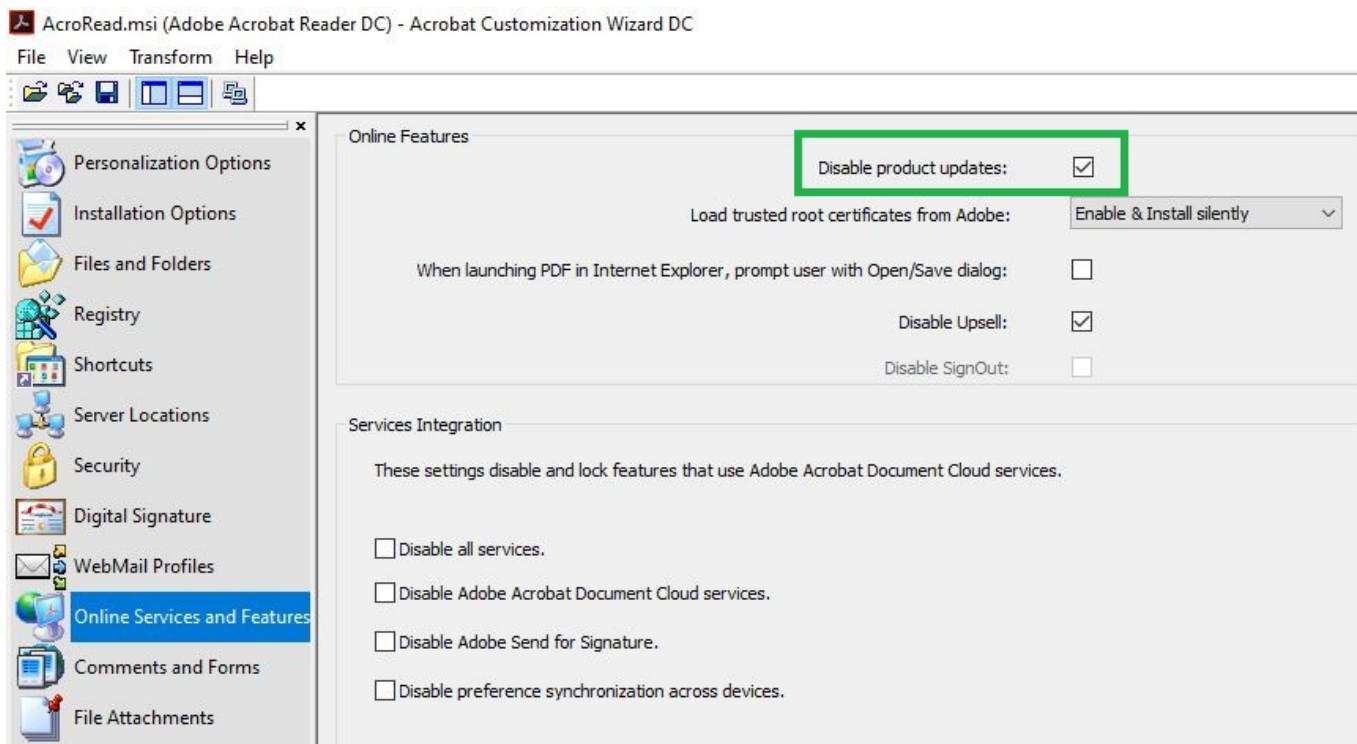 AcroRead.msi (Adobe Acrobat Reader DC) - Acrobat Customization Wizard DC
File View Transform Help
x
Personalization Options
Installation Options
Files and Folders
Registry
Shortcuts
Server Locations
Security
Digital Signature
WebMail Profiles
Online Services and Features
Comments and Forms
File Attachments
Online Features
Disable product updates:
Load trusted root certificates from Adobe: Enable & Install silently
When launching PDF in Internet Explorer, prompt user with Open/Save dialog:
Disable Upsell:
Disable SignOut:
Services Integration
These settings disable and lock features that use Adobe Acrobat Document Cloud services.
Disable all services.
Disable Adobe Acrobat Document Cloud services.
Disable Adobe Send for Signature.
Disable preference synchronization across devices.